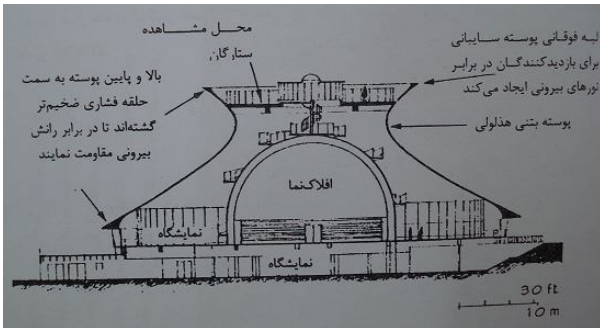 محل مشاهده
ستارگان
لبه فوقانی پوسته سایبانی
برای بازدیدکنندگان در برابر
نورهای بیرونی ایجاد می‌کند
پوسته بتنی هذلولی
بالا و پایین پوسته به سمت
حلقه فشاری ضخیم‌تر
گشته‌اند تا در برابر رانش
بیرونی مقاومت نمایند
افلاک‌نما
نمایشگاه
نمایشگاه
30 ft
10 m